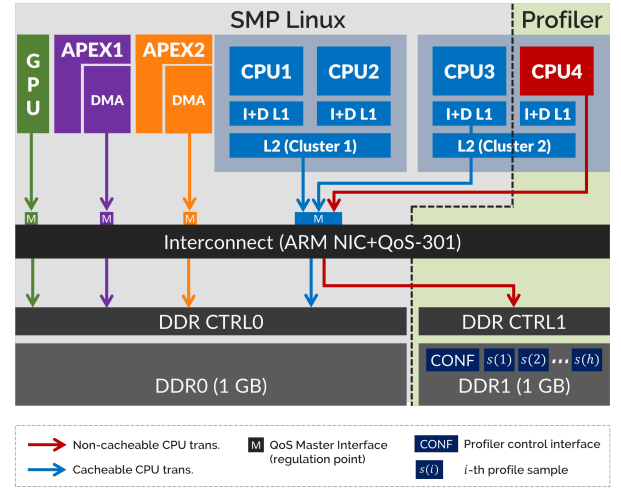 SMP Linux
Profiler
GPU
APEX1
DMA
APEX2
DMA
CPU1
CPU2
CPU3
CPU4
I+D L1
I+D L1
I+D L1
I+D L1
L2 (Cluster 1)
L2 (Cluster 2)
M
M
M
M
Interconnect (ARM NIC+QoS-301)
DDR CTRL0
DDR CTRL1
CONF
s(1)
s(2)
...
s(h)
DDR0 (1 GB)
DDR1 (1 GB)
Non-cacheable CPU trans.
Cacheable CPU trans.
M
QoS Master Interface
(regulation point)
CONF
Profiler control interface
s(i)
i-th profile sample